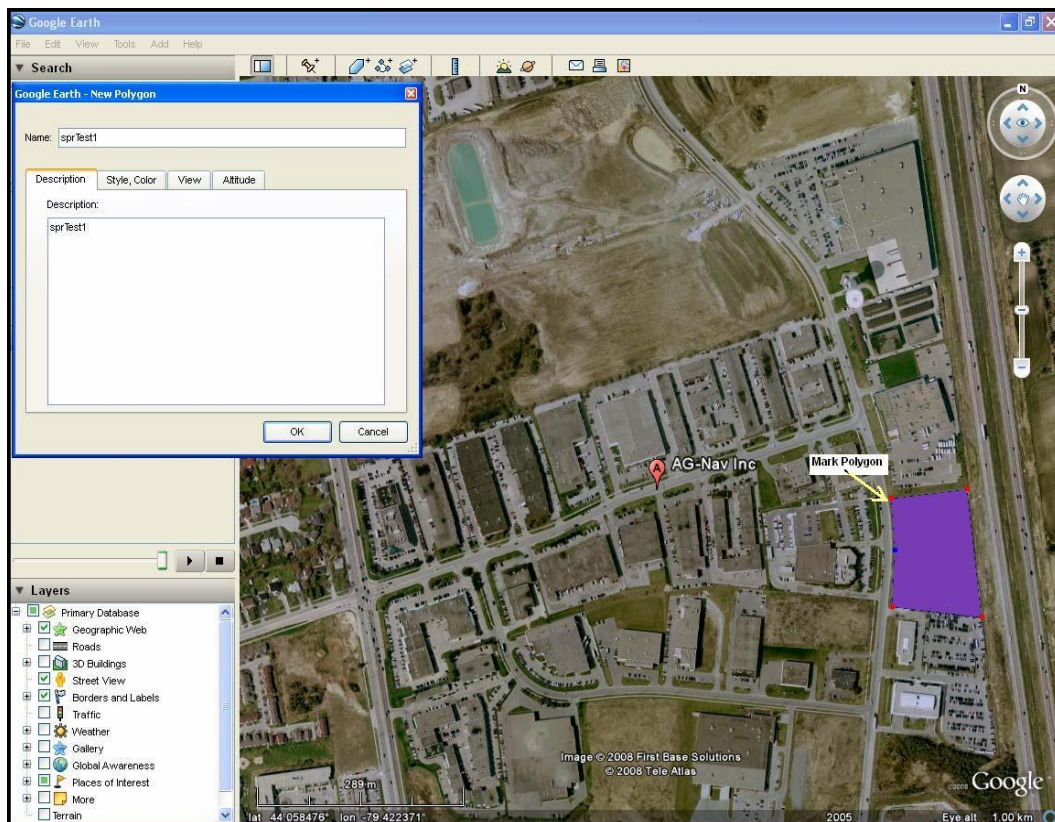 Google Earth
File Edit View Tools Add Help
Search
Google Earth - New Polygon
Name: sprTest1
Description Style, Color View Altitude
Description:
sprTest1
OK Cancel
N
A AG-Nav Inc
Mark Polygon
Layers
Primary Database
Geographic Web
Roads
3D Buildings
Street View
Borders and Labels
Traffic
Weather
Gallery
Global Awareness
Places of Interest
More
Terrain
Image © 2008 First Base Solutions
© 2008 Tele Atlas
289 m
©2008 Google
lat 44.058476° lon -79.422371° 2005 Eye alt 1.00 km